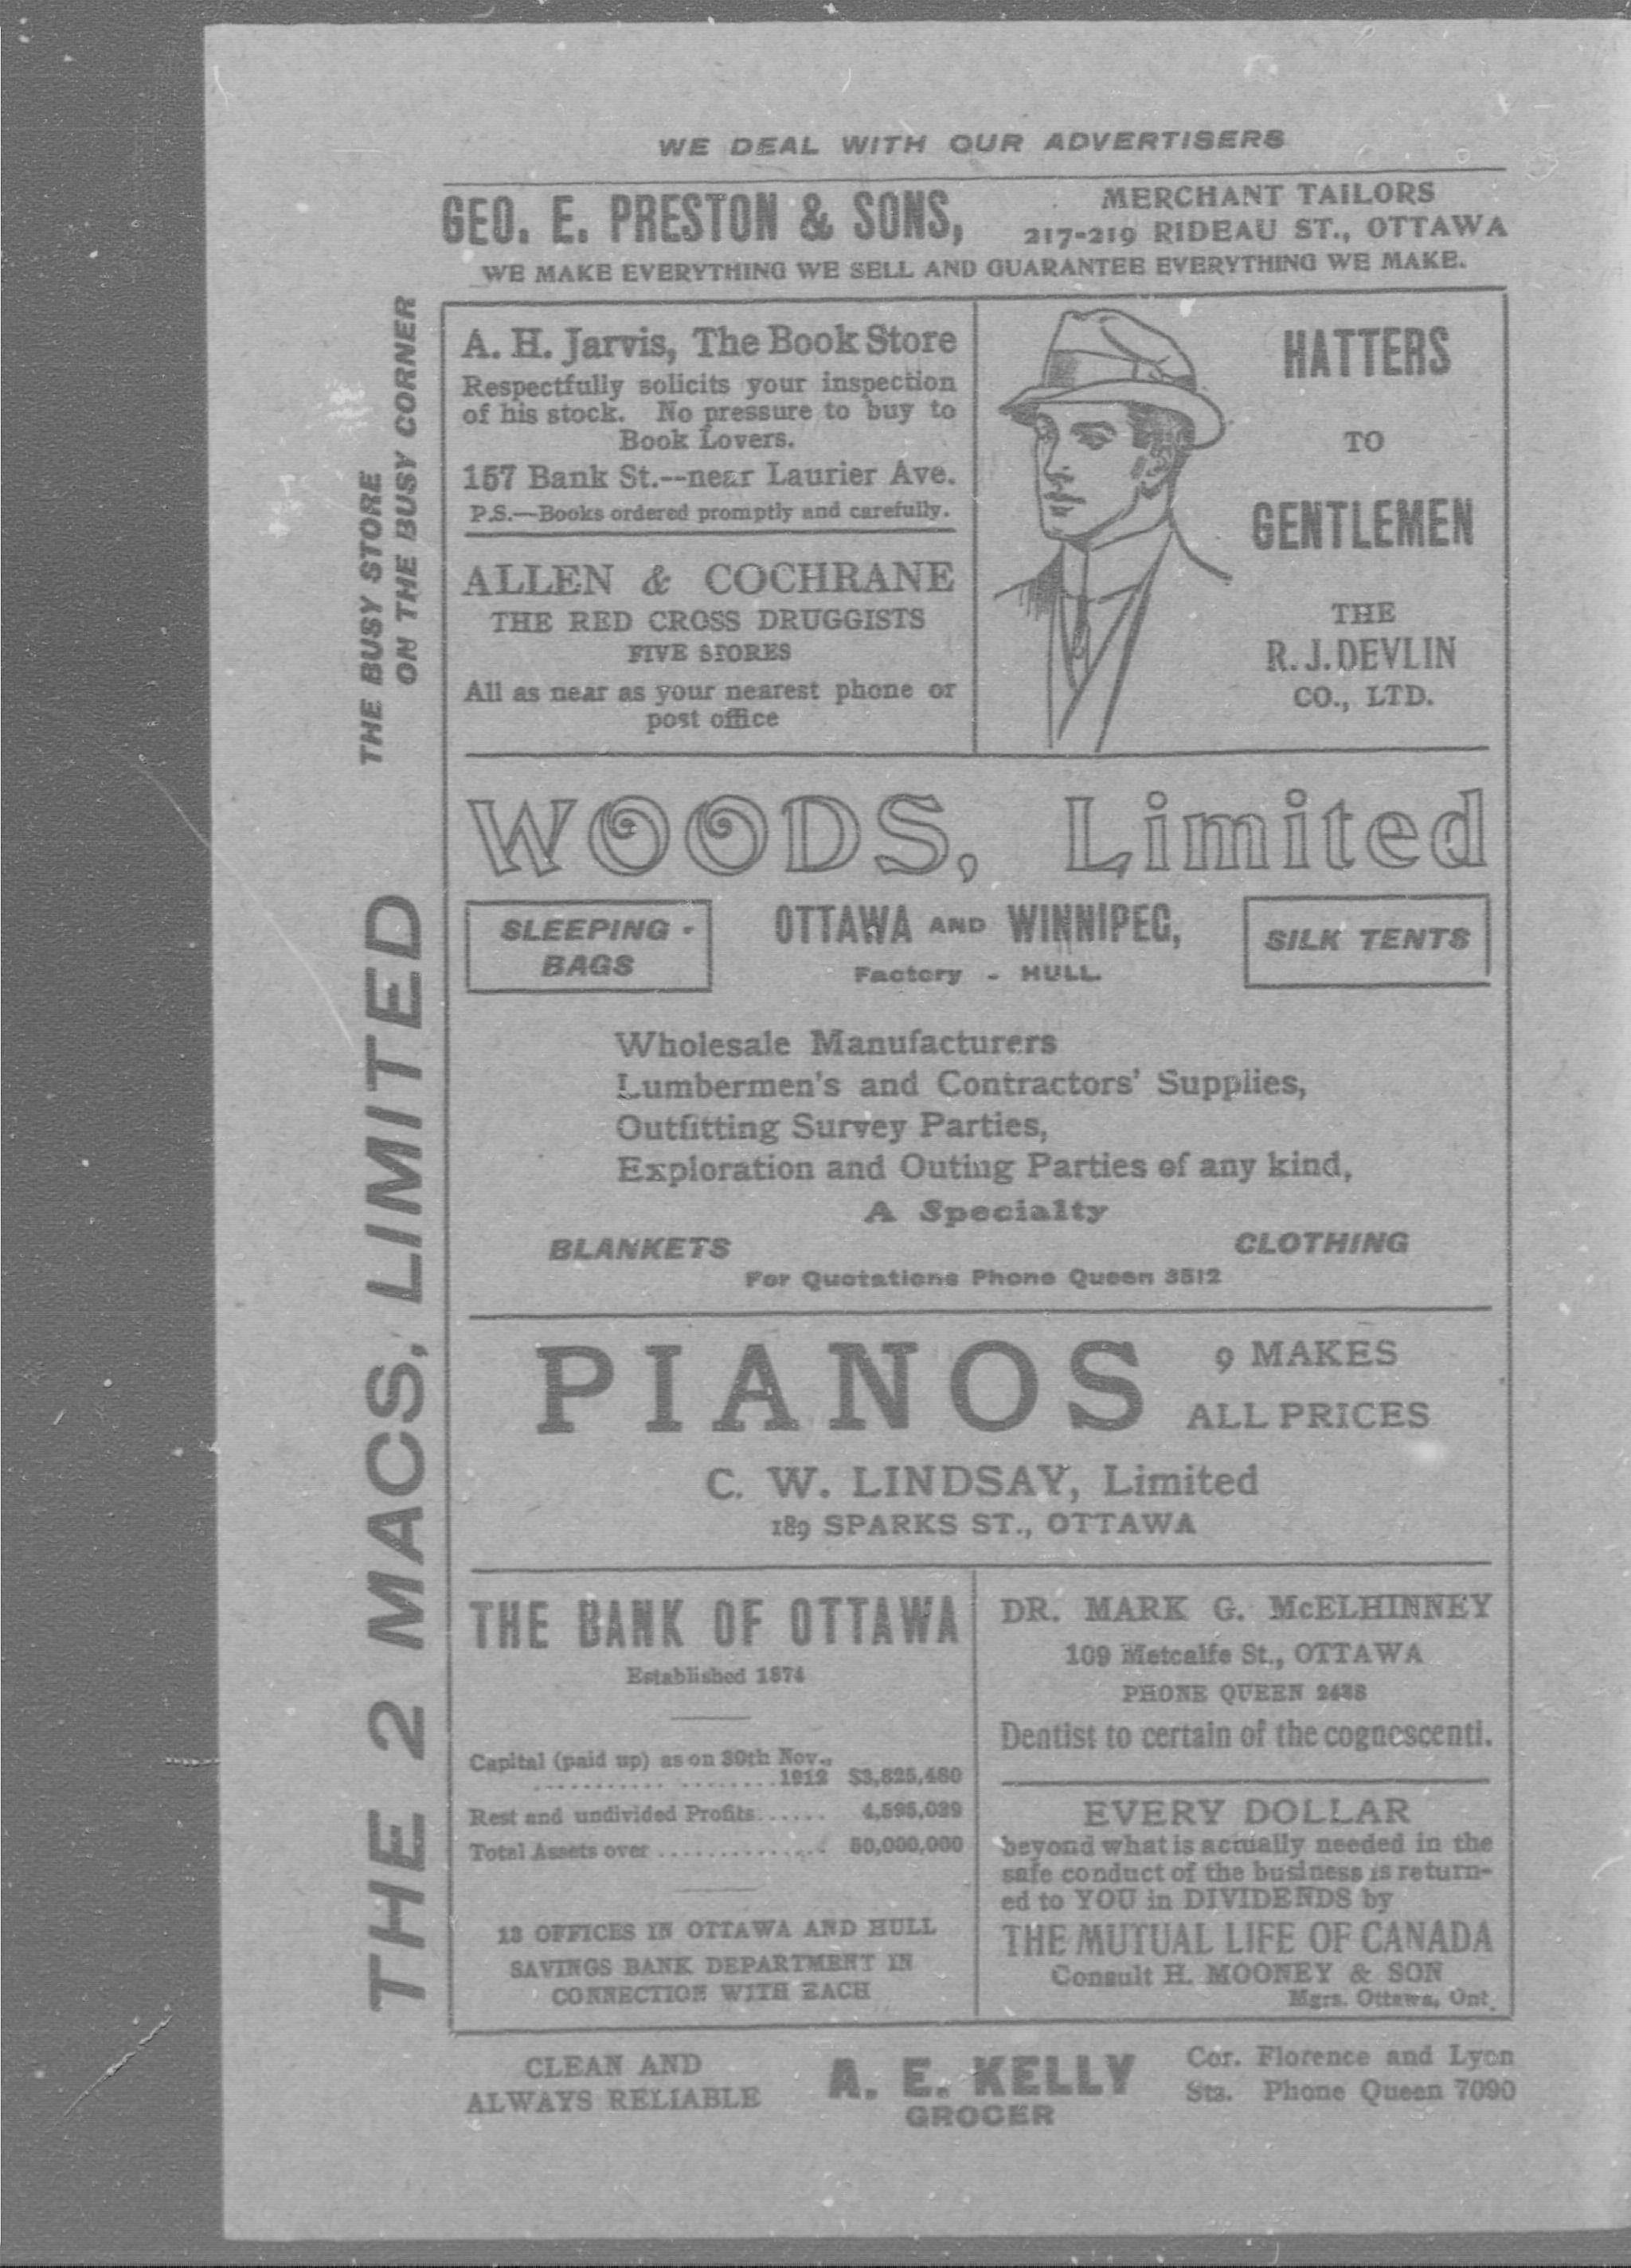 WE DEAL WITH OUR ADVERTISERS
GEO. E. PRESTON & SONS,
MERCHANT TAILORS
217-219 RIDEAU ST., OTTAWA
WE MAKE EVERYTHING WE SELL AND GUARANTEE EVERYTHING WE MAKE.
THE BUSY STORE
ON THE BUSY CORNER
THE 2 MACS, LIMITED
A. H. Jarvis, The Book Store
Respectfully solicits your inspection
of his stock. No pressure to buy to
Book Lovers.
157 Bank St.--near Laurier Ave.
P.S.—Books ordered promptly and carefully.
ALLEN & COCHRANE
THE RED CROSS DRUGGISTS
FIVE STORES
All as near as your nearest phone or
post office
HATTERS
TO
GENTLEMEN
THE
R. J. DEVLIN
CO., LTD.
WOODS, Limited
SLEEPING -
BAGS
OTTAWA AND WINNIPEG,
Factory - HULL.
SILK TENTS
Wholesale Manufacturers
Lumbermen's and Contractors' Supplies,
Outfitting Survey Parties,
Exploration and Outing Parties of any kind,
A Specialty
BLANKETS
CLOTHING
For Quotations Phone Queen 3512
PIANOS
9 MAKES
ALL PRICES
C. W. LINDSAY, Limited
189 SPARKS ST., OTTAWA
THE BANK OF OTTAWA
Established 1874
Capital (paid up) as on 30th Nov.,
........... ........1912 $3,825,480
Rest and undivided Profits...... 4,595,039
Total Assets over .............. 50,000,000
13 OFFICES IN OTTAWA AND HULL
SAVINGS BANK DEPARTMENT IN
CONNECTION WITH EACH
DR. MARK G. McELHINNEY
109 Metcalfe St., OTTAWA
PHONE QUEEN
Dentist to certain of the cognescenti.
EVERY DOLLAR
beyond what is actually needed in the
safe conduct of the business is return-
ed to YOU in DIVIDENDS by
THE MUTUAL LIFE OF CANADA
Consult H. MOONEY & SON
Mgrs. Ottawa, Ont.
CLEAN AND
ALWAYS RELIABLE
A. E. KELLY
GROCER
Cor. Florence and Lyon
Sts. Phone Queen 7090